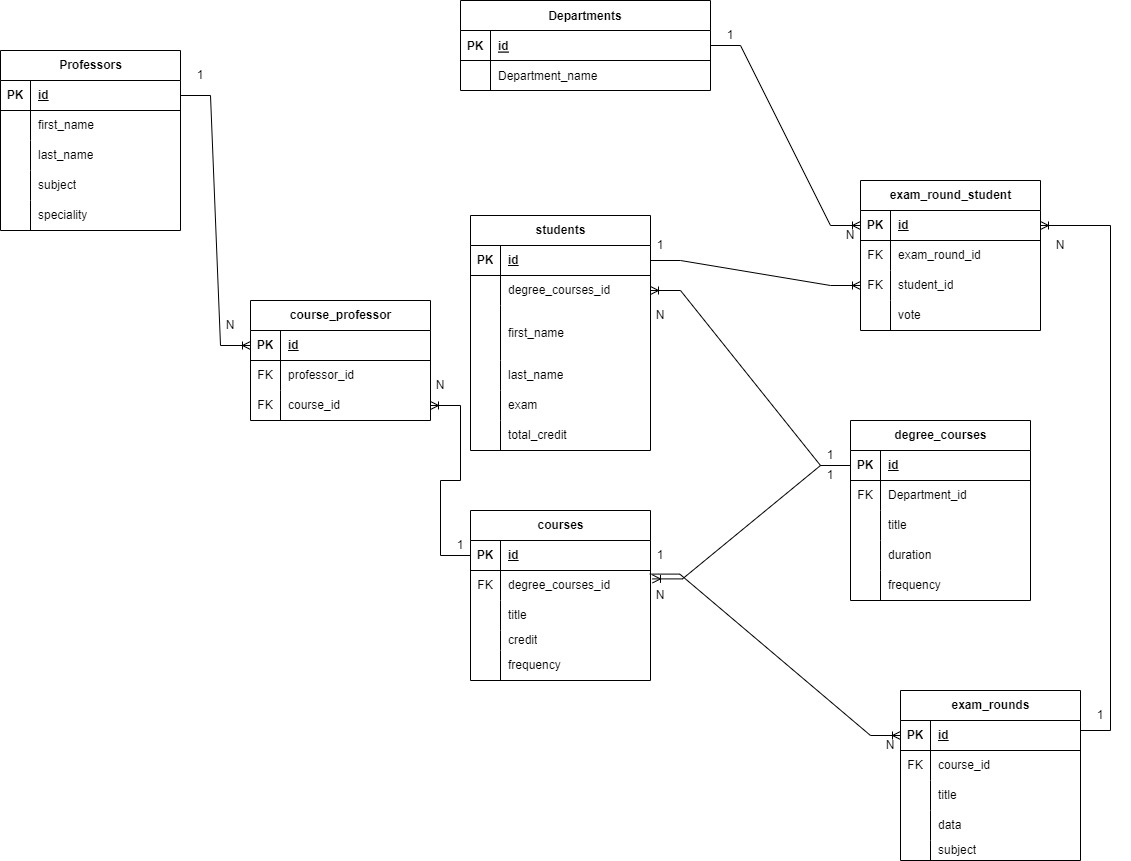 Departments
PK id
Department_name
1
Professors
PK id
first_name
last_name
subject
speciality
1
exam_round_student
PK id
FK exam_round_id
FK student_id
vote
N
N
students
PK id
degree_courses_id
first_name
last_name
exam
total_credit
1
N
course_professor
PK id
FK professor_id
FK course_id
N
N
degree_courses
PK id
FK Department_id
title
duration
frequency
1
1
courses
PK id
FK degree_courses_id
title
credit
frequency
1
1
N
exam_rounds
PK id
FK course_id
title
data
subject
1
N